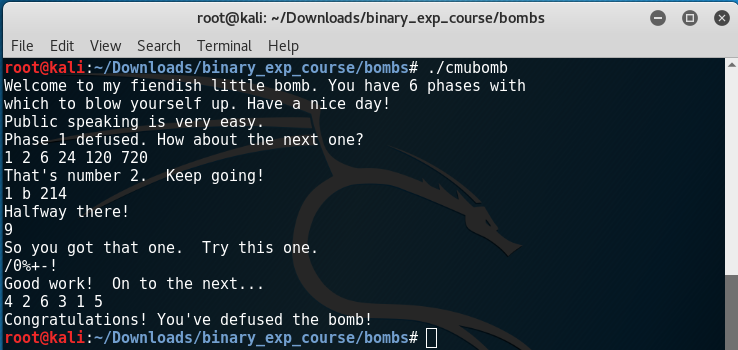 root@kali: ~/Downloads/binary_exp_course/bombs
File Edit View Search Terminal Help
root@kali:~/Downloads/binary_exp_course/bombs# ./cmubomb
Welcome to my fiendish little bomb. You have 6 phases with
which to blow yourself up. Have a nice day!
Public speaking is very easy.
Phase 1 defused. How about the next one?
1 2 6 24 120 720
That's number 2.  Keep going!
1 b 214
Halfway there!
9
So you got that one.  Try this one.
/0%+-!
Good work!  On to the next...
4 2 6 3 1 5
Congratulations! You've defused the bomb!
root@kali:~/Downloads/binary_exp_course/bombs#